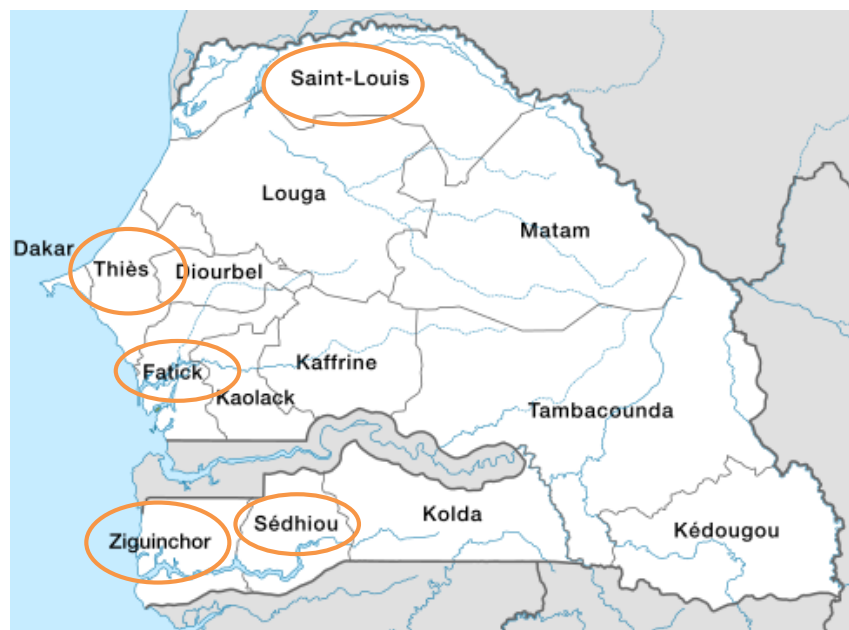 Saint-Louis
Louga
Matam
Dakar
Thiès
Diourbel
Fatick
Kaffrine
Kaolack
Tambacounda
Ziguinchor
Sédhiou
Kolda
Kédougou